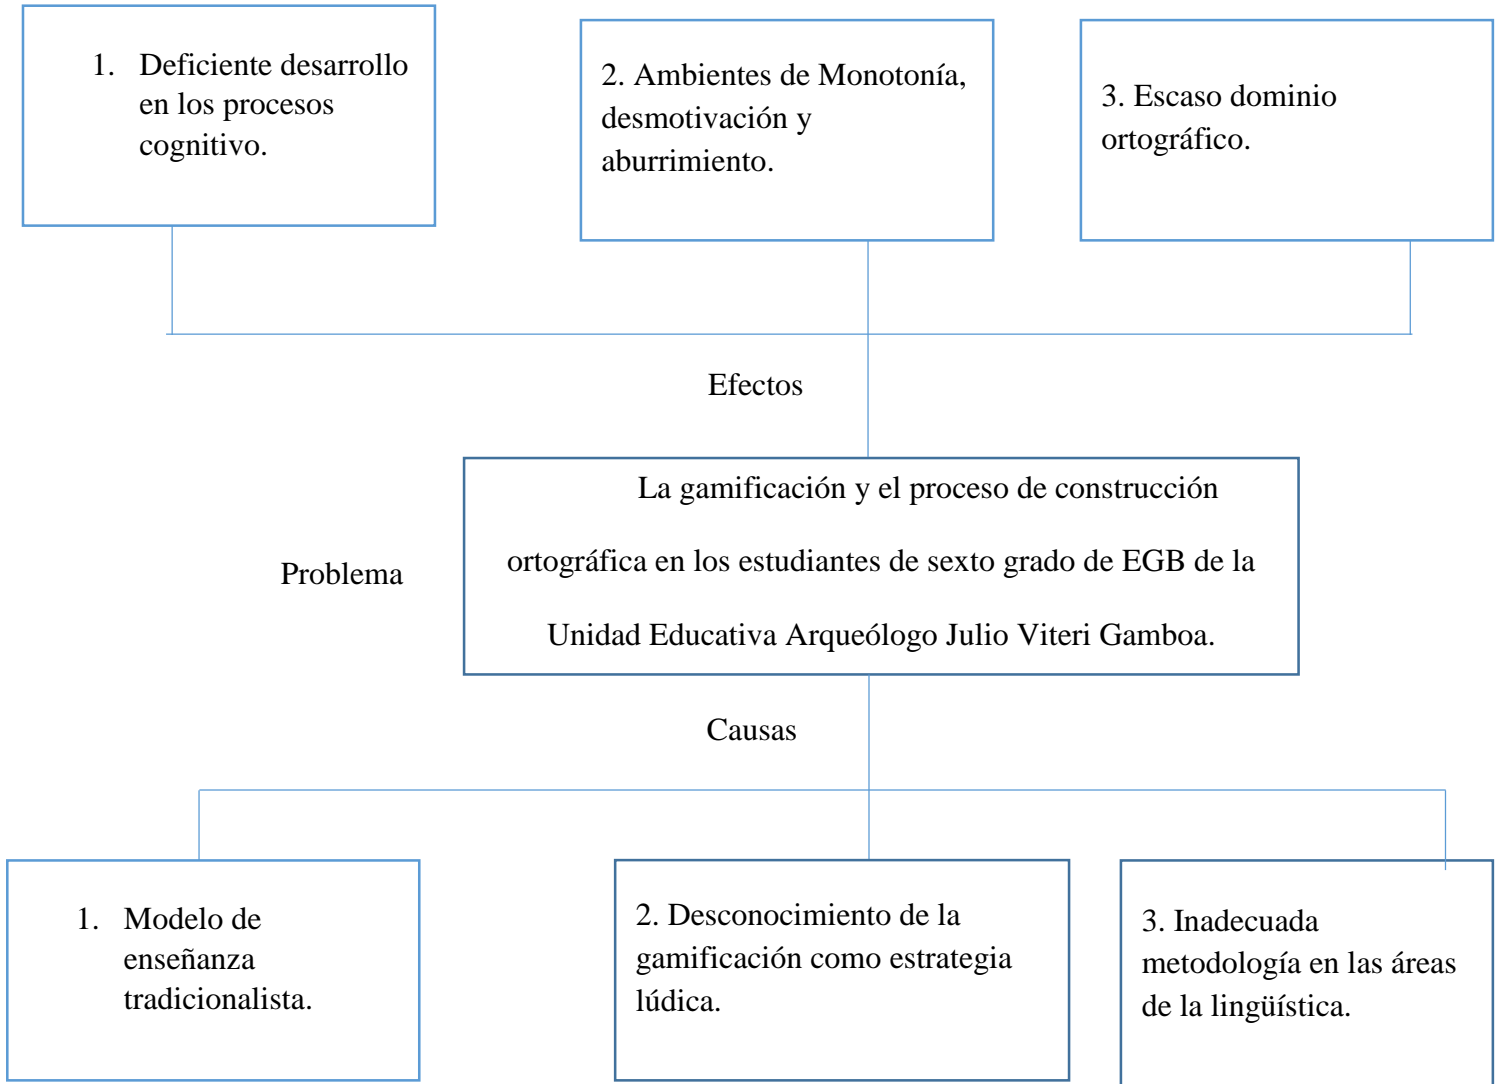 1. Deficiente desarrollo
en los procesos
cognitivo.
2. Ambientes de Monotonía,
desmotivación y
aburrimiento.
3. Escaso dominio
ortográfico.
Efectos
Problema
La gamificación y el proceso de construcción
ortográfica en los estudiantes de sexto grado de EGB de la
Unidad Educativa Arqueólogo Julio Viteri Gamboa.
Causas
1. Modelo de
enseñanza
tradicionalista.
2. Desconocimiento de la
gamificación como estrategia
lúdica.
3. Inadecuada
metodología en las áreas
de la lingüística.